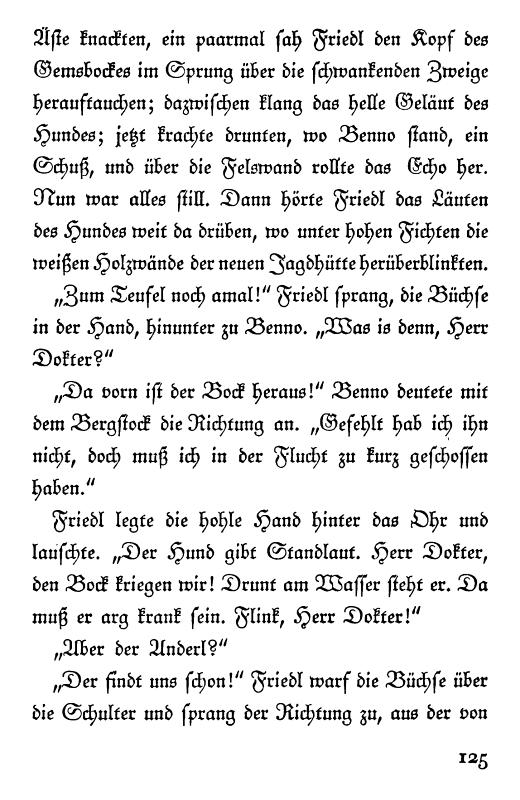 Äste knackten, ein paarmal sah Friedl den Kopf des
Gemsbockes im Sprung über die schwankenden Zweige
herauftauchen; dazwischen klang das helle Geläut des
Hundes; jetzt krachte drunten, wo Benno stand, ein
Schuß, und über die Felswand rollte das Echo her.
Nun war alles still. Dann hörte Friedl das Läuten
des Hundes weit da drüben, wo unter hohen Fichten die
weißen Holzwände der neuen Jagdhütte herüberblinkten.
„Zum Teufel noch amal!“ Friedl sprang, die Büchse
in der Hand, hinunter zu Benno. „Was is denn, Herr
Dokter?“
„Da vorn ist der Bock heraus!“ Benno deutete mit
dem Bergstock die Richtung an. „Gefehlt hab ich ihn
nicht, doch muß ich in der Flucht zu kurz geschossen
haben.“
Friedl legte die hohle Hand hinter das Ohr und
lauschte. „Der Hund gibt Standlaut. Herr Dokter,
den Bock kriegen wir! Drunt am Wasser steht er. Da
muß er arg krank sein. Flink, Herr Dokter!“
„Aber der Anderl?“
„Der findt uns schon!“ Friedl warf die Büchse über
die Schulter und sprang der Richtung zu, aus der von
125